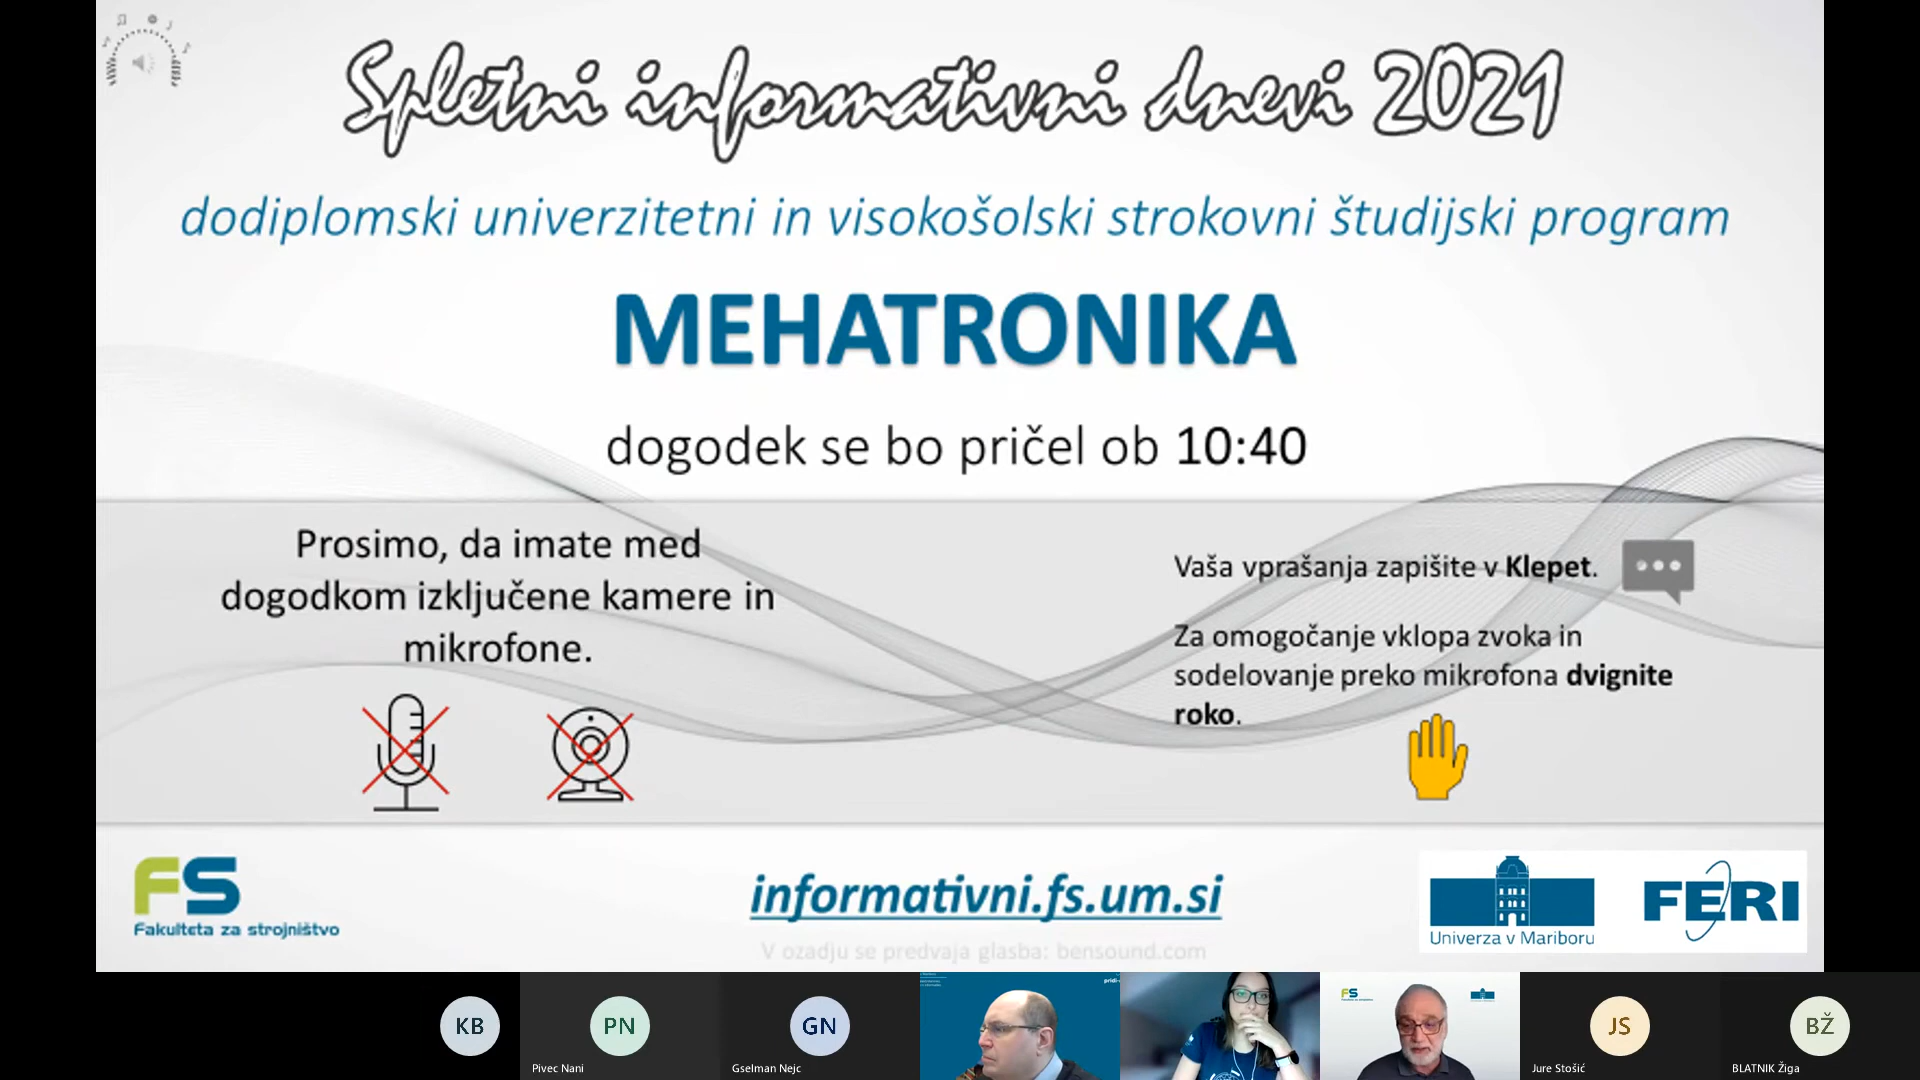 Spletni informativni dnevi 2021
dodiplomski univerzitetni in visokošolski strokovni študijski program
MEHATRONIKA
dogodek se bo pričel ob 10:40
Prosimo, da imate med
dogodkom izključene kamere in
mikrofone.
Vaša vprašanja zapišite v Klepet.
Za omogočanje vklopa zvoka in
sodelovanje preko mikrofona dvignite
roko.
FS
Fakulteta za strojništvo
informativni.fs.um.si
V ozadju se predvaja glasba: bensound.com
Univerza v Mariboru
FERI
KB
PN
Pivec Nani
GN
Gselman Nejc
FS
JS
Jure Stošić
BŽ
BLATNIK Žiga